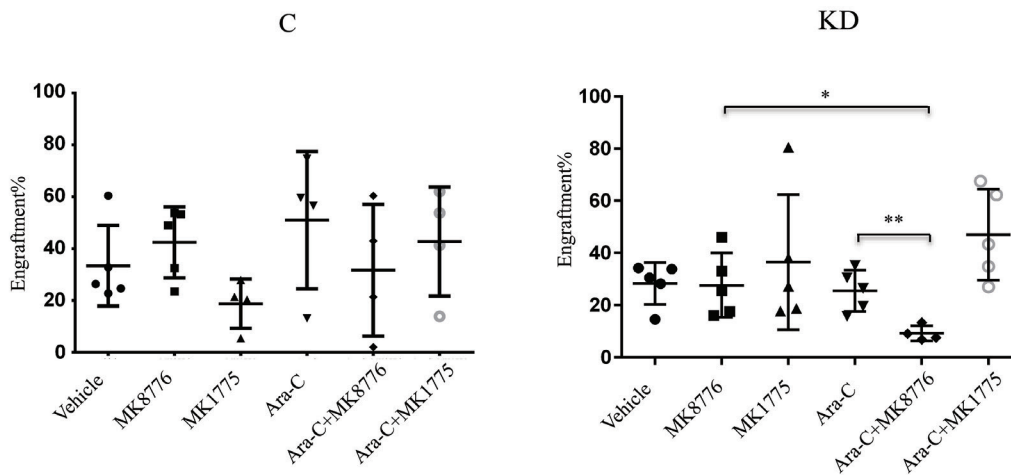 C
Engraftment%
100
80
60
40
20
0
Vehicle
MK8776
MK1775
Ara-C
Ara-C+MK8776
Ara-C+MK1775
KD
Engraftment%
100
80
60
40
20
0
*
**
Vehicle
MK8776
MK1775
Ara-C
Ara-C+MK8776
Ara-C+MK1775